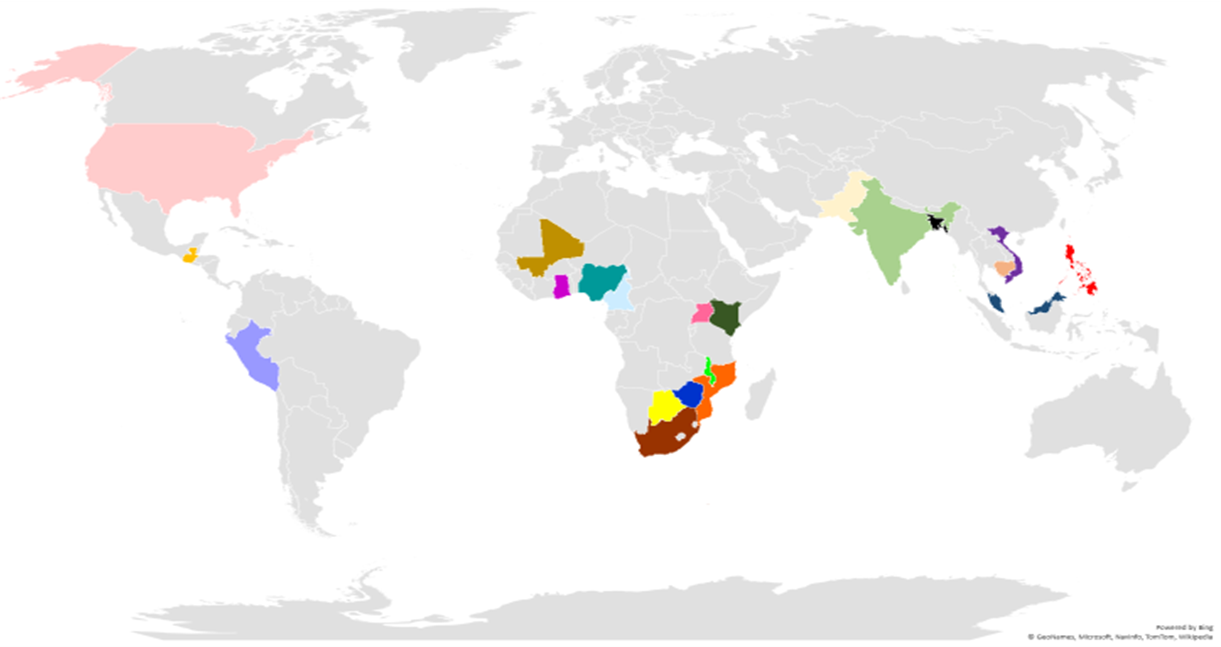 Powered by Bing
© GeoNames, Microsoft, Navinfo, TomTom, Wikipedia